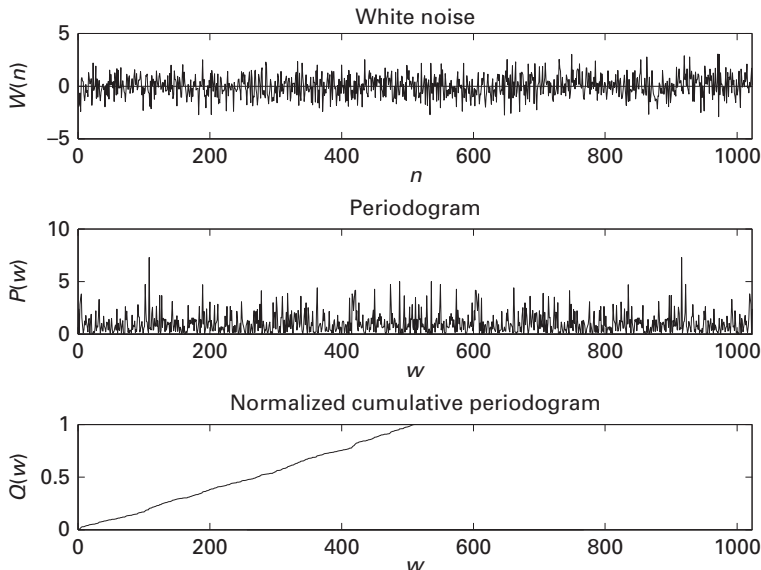 White noise
5
0
−5
W(n)
0 200 400 600 800 1000
n
Periodogram
10
5
0
P(w)
0 200 400 600 800 1000
w
Normalized cumulative periodogram
1
0.5
0
Q(w)
0 200 400 600 800 1000
w